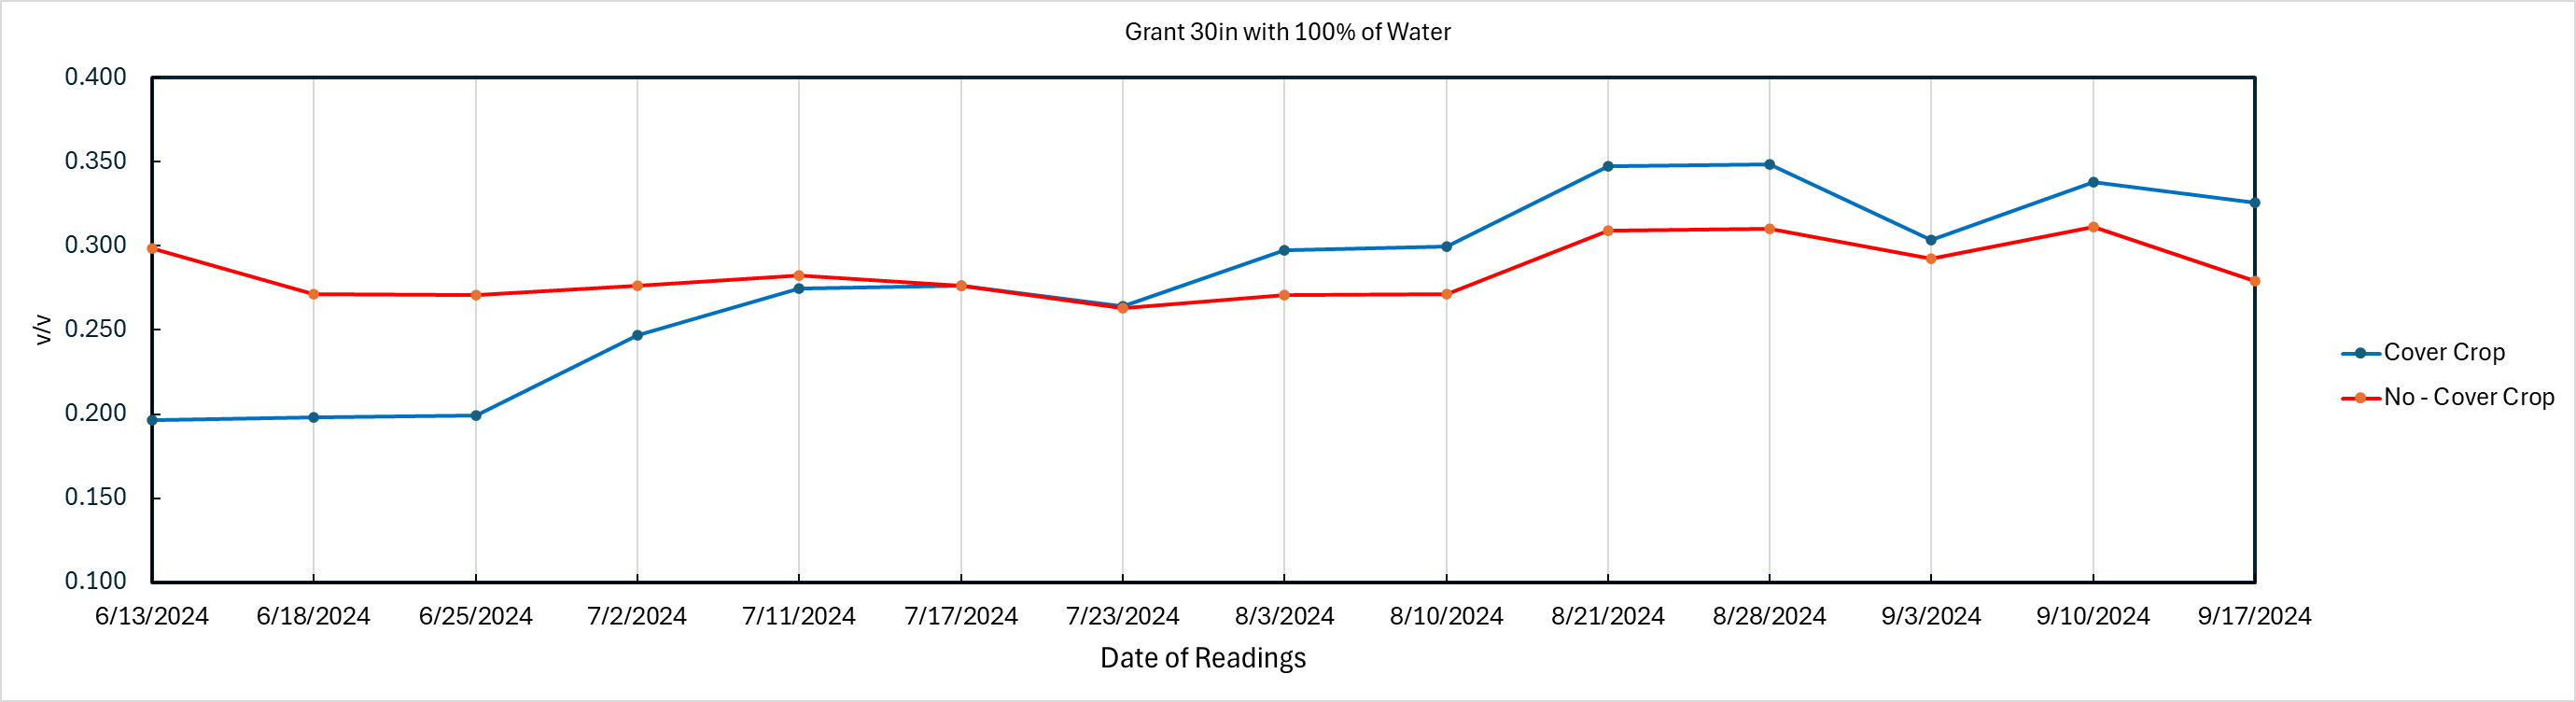 Grant 30in with 100% of Water
0.400
0.350
0.300
0.250
0.200
0.150
0.100
v/v
6/13/2024 6/18/2024 6/25/2024 7/2/2024 7/11/2024 7/17/2024 7/23/2024 8/3/2024 8/10/2024 8/21/2024 8/28/2024 9/3/2024 9/10/2024 9/17/2024
Date of Readings
Cover Crop
No - Cover Crop